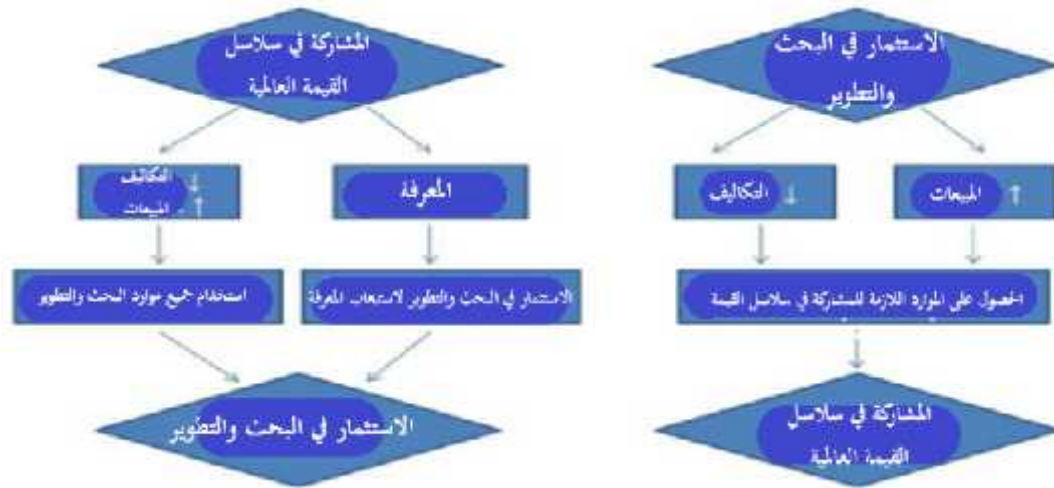 المشاركة في سلاسل
القيمة العالمية
التكاليف ↓
المبيعات ↑
المعرفة
استخدام جميع موارد البحث والتطوير
الاستثمار في البحث والتطوير لاستيعاب المعرفة
الاستثمار في البحث والتطوير
الاستثمار في البحث
والتطوير
التكاليف ↓
المبيعات ↑
الحصول على الموارد اللازمة للمشاركة في سلاسل القيمة
المشاركة في سلاسل
القيمة العالمية